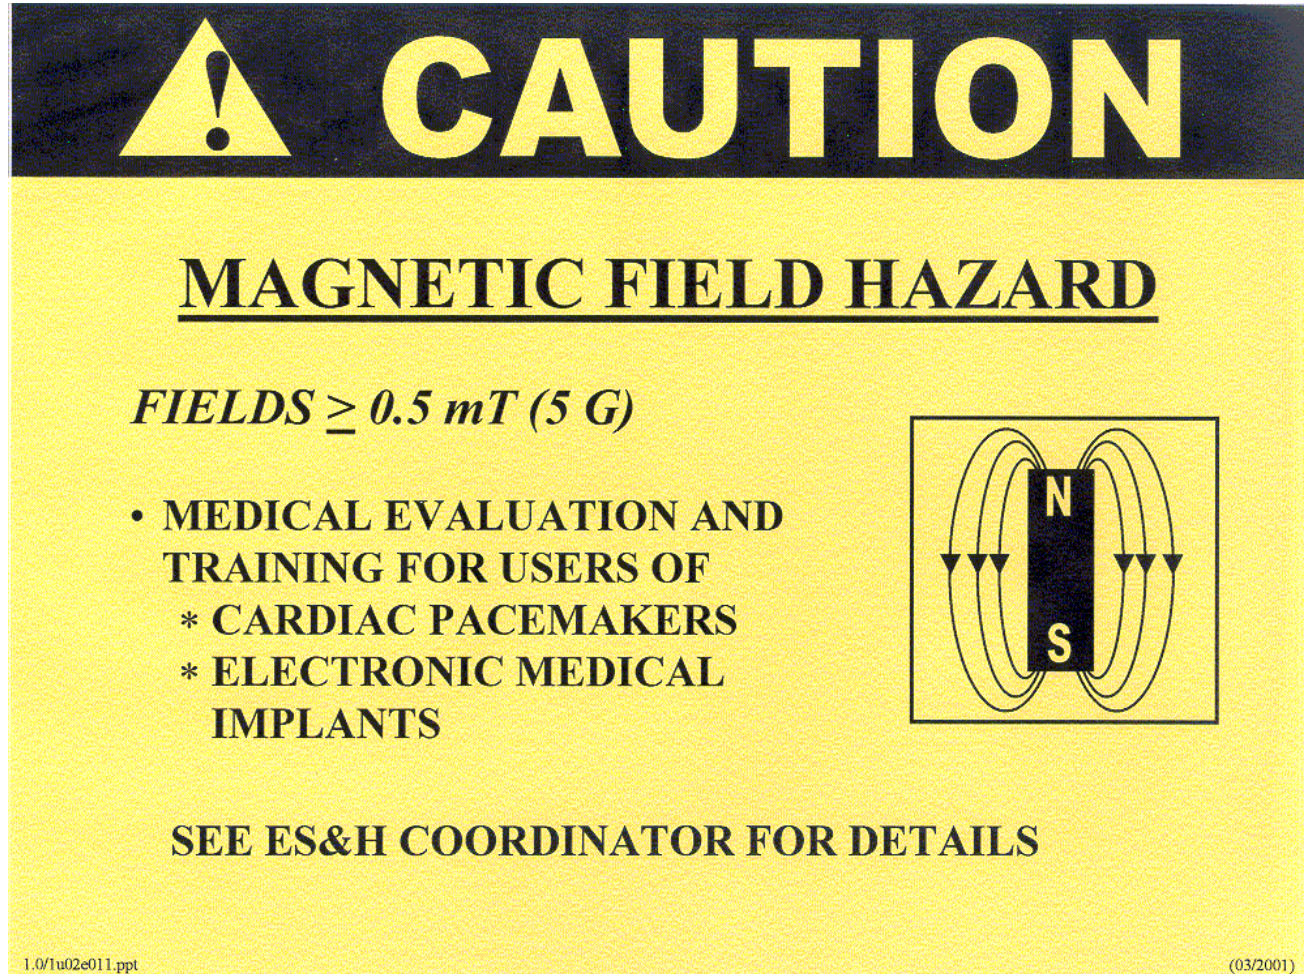 ! CAUTION
MAGNETIC FIELD HAZARD
FIELDS ≥ 0.5 mT (5 G)
• MEDICAL EVALUATION AND
TRAINING FOR USERS OF
* CARDIAC PACEMAKERS
* ELECTRONIC MEDICAL
IMPLANTS
N
S
SEE ES&H COORDINATOR FOR DETAILS
1.0/1u02e011.ppt
(03/2001)